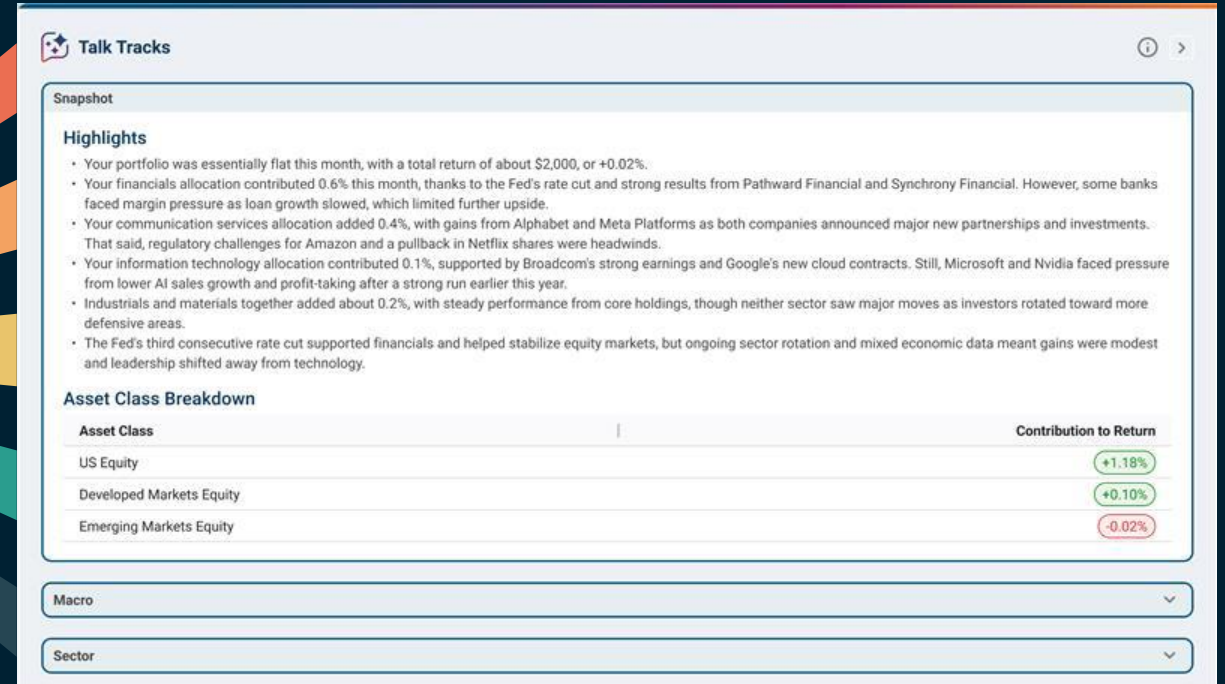 Talk Tracks
Snapshot
Highlights
• Your portfolio was essentially flat this month, with a total return of about $2,000, or +0.02%.
• Your financials allocation contributed 0.6% this month, thanks to the Fed's rate cut and strong results from Pathward Financial and Synchrony Financial. However, some banks
faced margin pressure as loan growth slowed, which limited further upside.
• Your communication services allocation added 0.4%, with gains from Alphabet and Meta Platforms as both companies announced major new partnerships and investments.
That said, regulatory challenges for Amazon and a pullback in Netflix shares were headwinds.
• Your information technology allocation contributed 0.1%, supported by Broadcom's strong earnings and Google's new cloud contracts. Still, Microsoft and Nvidia faced pressure
from lower AI sales growth and profit-taking after a strong run earlier this year.
• Industrials and materials together added about 0.2%, with steady performance from core holdings, though neither sector saw major moves as investors rotated toward more
defensive areas.
• The Fed's third consecutive rate cut supported financials and helped stabilize equity markets, but ongoing sector rotation and mixed economic data meant gains were modest
and leadership shifted away from technology.
Asset Class Breakdown
Asset Class Contribution to Return
US Equity +1.18%
Developed Markets Equity +0.10%
Emerging Markets Equity -0.02%
Macro
Sector